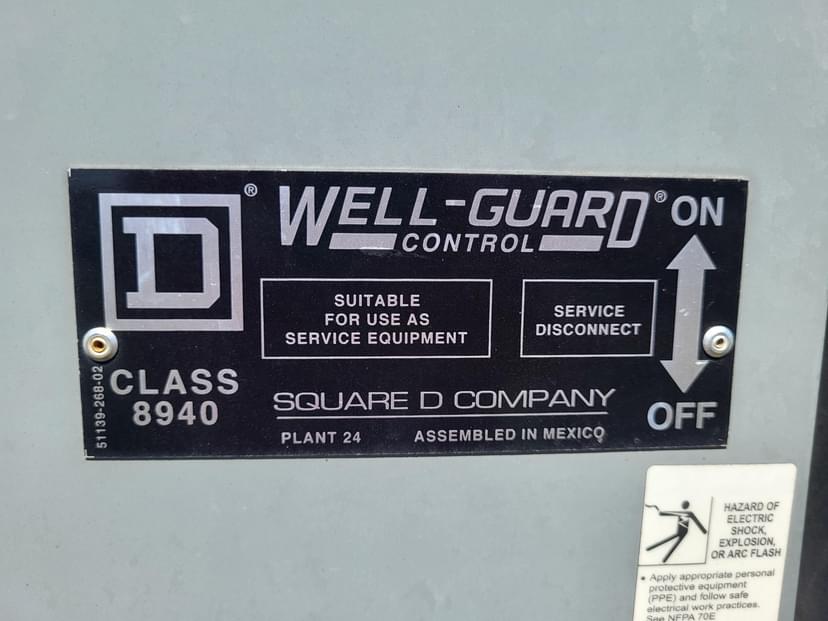 D®
WELL-GUARD®
CONTROL
ON
SUITABLE
FOR USE AS
SERVICE EQUIPMENT
SERVICE
DISCONNECT
51139-268-02
CLASS
8940
SQUARE D COMPANY
OFF
PLANT 24 ASSEMBLED IN MEXICO
HAZARD OF
ELECTRIC
SHOCK,
EXPLOSION,
OR ARC FLASH
• Apply appropriate personal
protective equipment
(PPE) and follow safe
electrical work practices.
See NFPA 70E